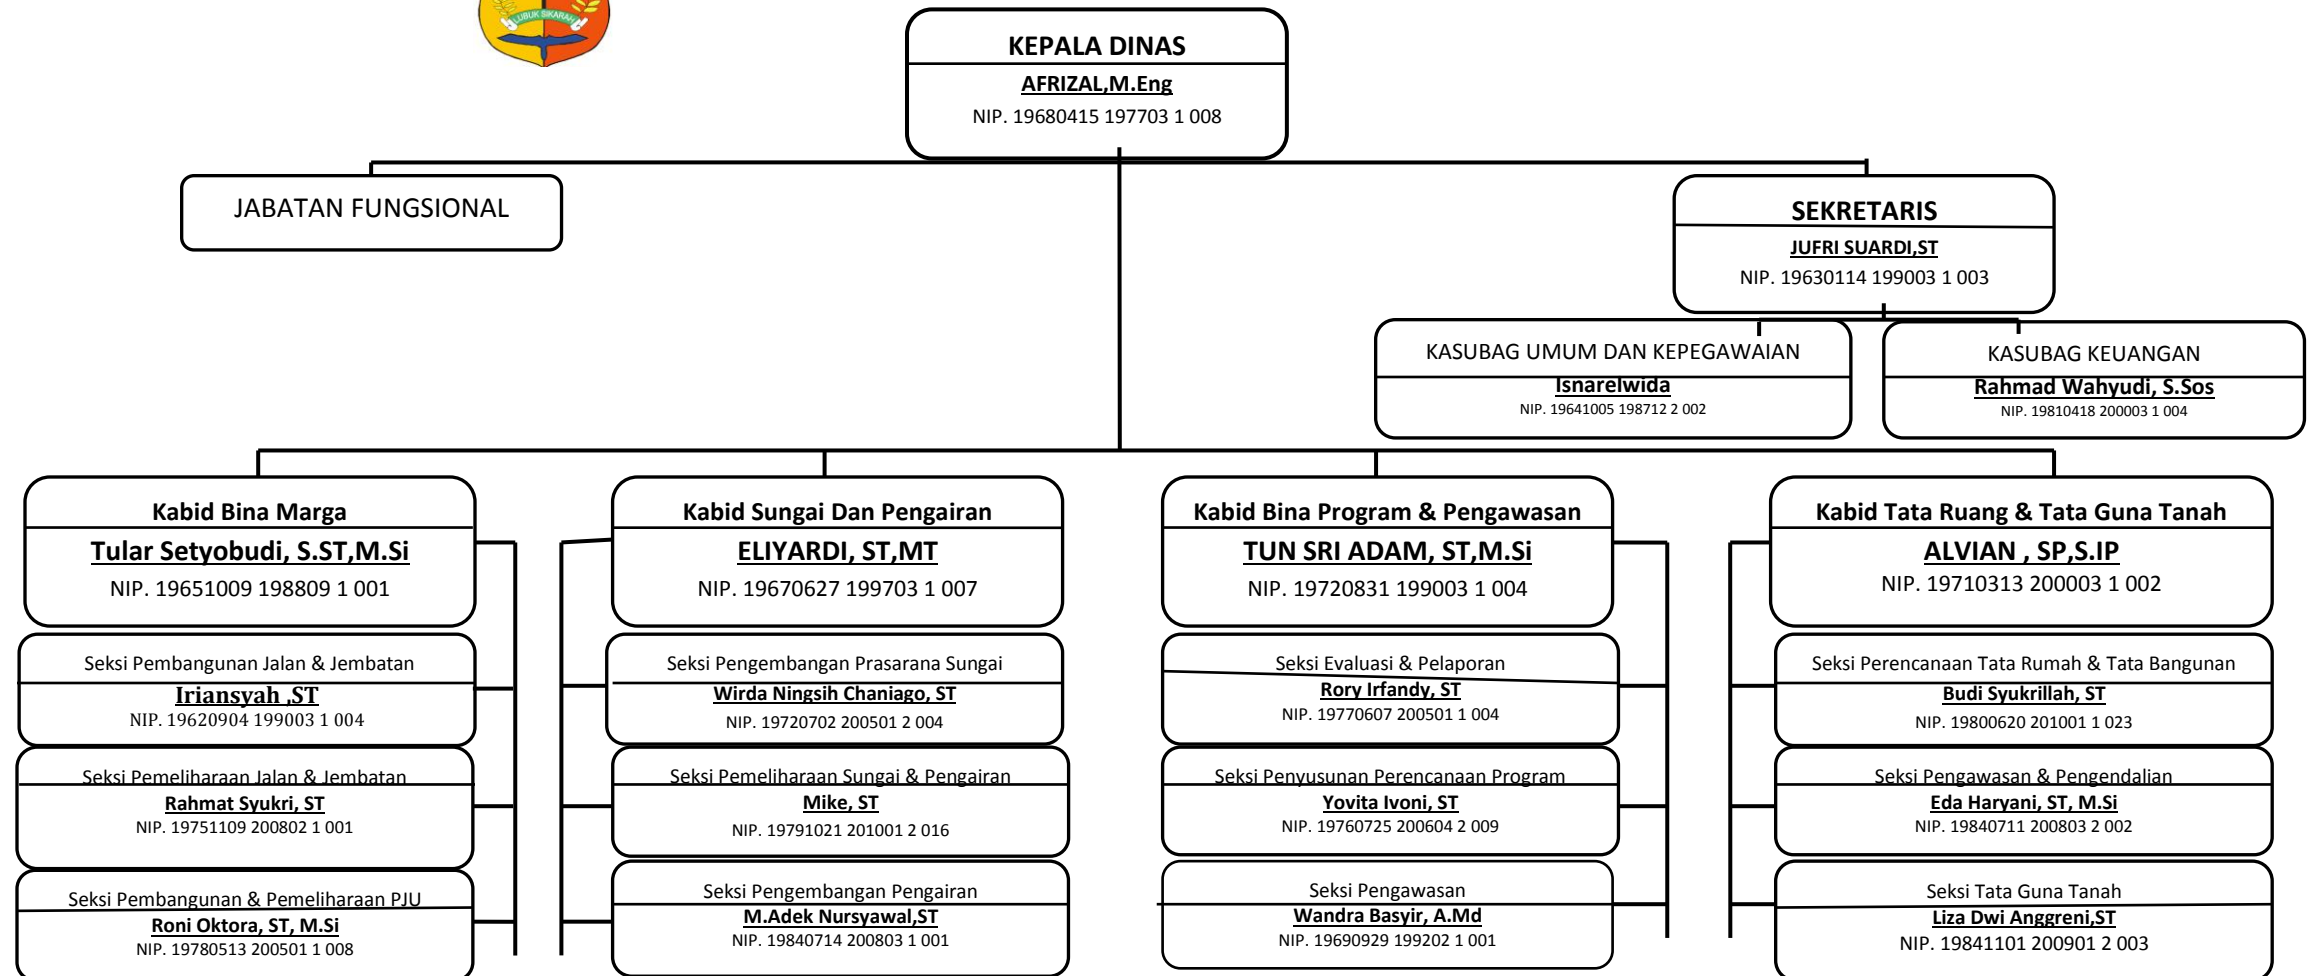 LUBUK SIKARAH
KEPALA DINAS
AFRIZAL,M.Eng
NIP. 19680415 197703 1 008
JABATAN FUNGSIONAL
SEKRETARIS
JUFRI SUARDI,ST
NIP. 19630114 199003 1 003
KASUBAG UMUM DAN KEPEGAWAIAN
Isnarelwida
NIP. 19641005 198712 2 002
KASUBAG KEUANGAN
Rahmad Wahyudi, S.Sos
NIP. 19810418 200003 1 004
Kabid Bina Marga
Tular Setyobudi, S.ST,M.Si
NIP. 19651009 198809 1 001
Seksi Pembangunan Jalan & Jembatan
Iriansyah ,ST
NIP. 19620904 199003 1 004
Seksi Pemeliharaan Jalan & Jembatan
Rahmat Syukri, ST
NIP. 19751109 200802 1 001
Seksi Pembangunan & Pemeliharaan PJU
Roni Oktora, ST, M.Si
NIP. 19780513 200501 1 008
Kabid Sungai Dan Pengairan
ELIYARDI, ST,MT
NIP. 19670627 199703 1 007
Seksi Pengembangan Prasarana Sungai
Wirda Ningsih Chaniago, ST
NIP. 19720702 200501 2 004
Seksi Pemeliharaan Sungai & Pengairan
Mike, ST
NIP. 19791021 201001 2 016
Seksi Pengembangan Pengairan
M.Adek Nursyawal,ST
NIP. 19840714 200803 1 001
Kabid Bina Program & Pengawasan
TUN SRI ADAM, ST,M.Si
NIP. 19720831 199003 1 004
Seksi Evaluasi & Pelaporan
Rory Irfandy, ST
NIP. 19770607 200501 1 004
Seksi Penyusunan Perencanaan Program
Yovita Ivoni, ST
NIP. 19760725 200604 2 009
Seksi Pengawasan
Wandra Basyir, A.Md
NIP. 19690929 199202 1 001
Kabid Tata Ruang & Tata Guna Tanah
ALVIAN , SP,S.IP
NIP. 19710313 200003 1 002
Seksi Perencanaan Tata Rumah & Tata Bangunan
Budi Syukrillah, ST
NIP. 19800620 201001 1 023
Seksi Pengawasan & Pengendalian
Eda Haryani, ST, M.Si
NIP. 19840711 200803 2 002
Seksi Tata Guna Tanah
Liza Dwi Anggreni,ST
NIP. 19841101 200901 2 003